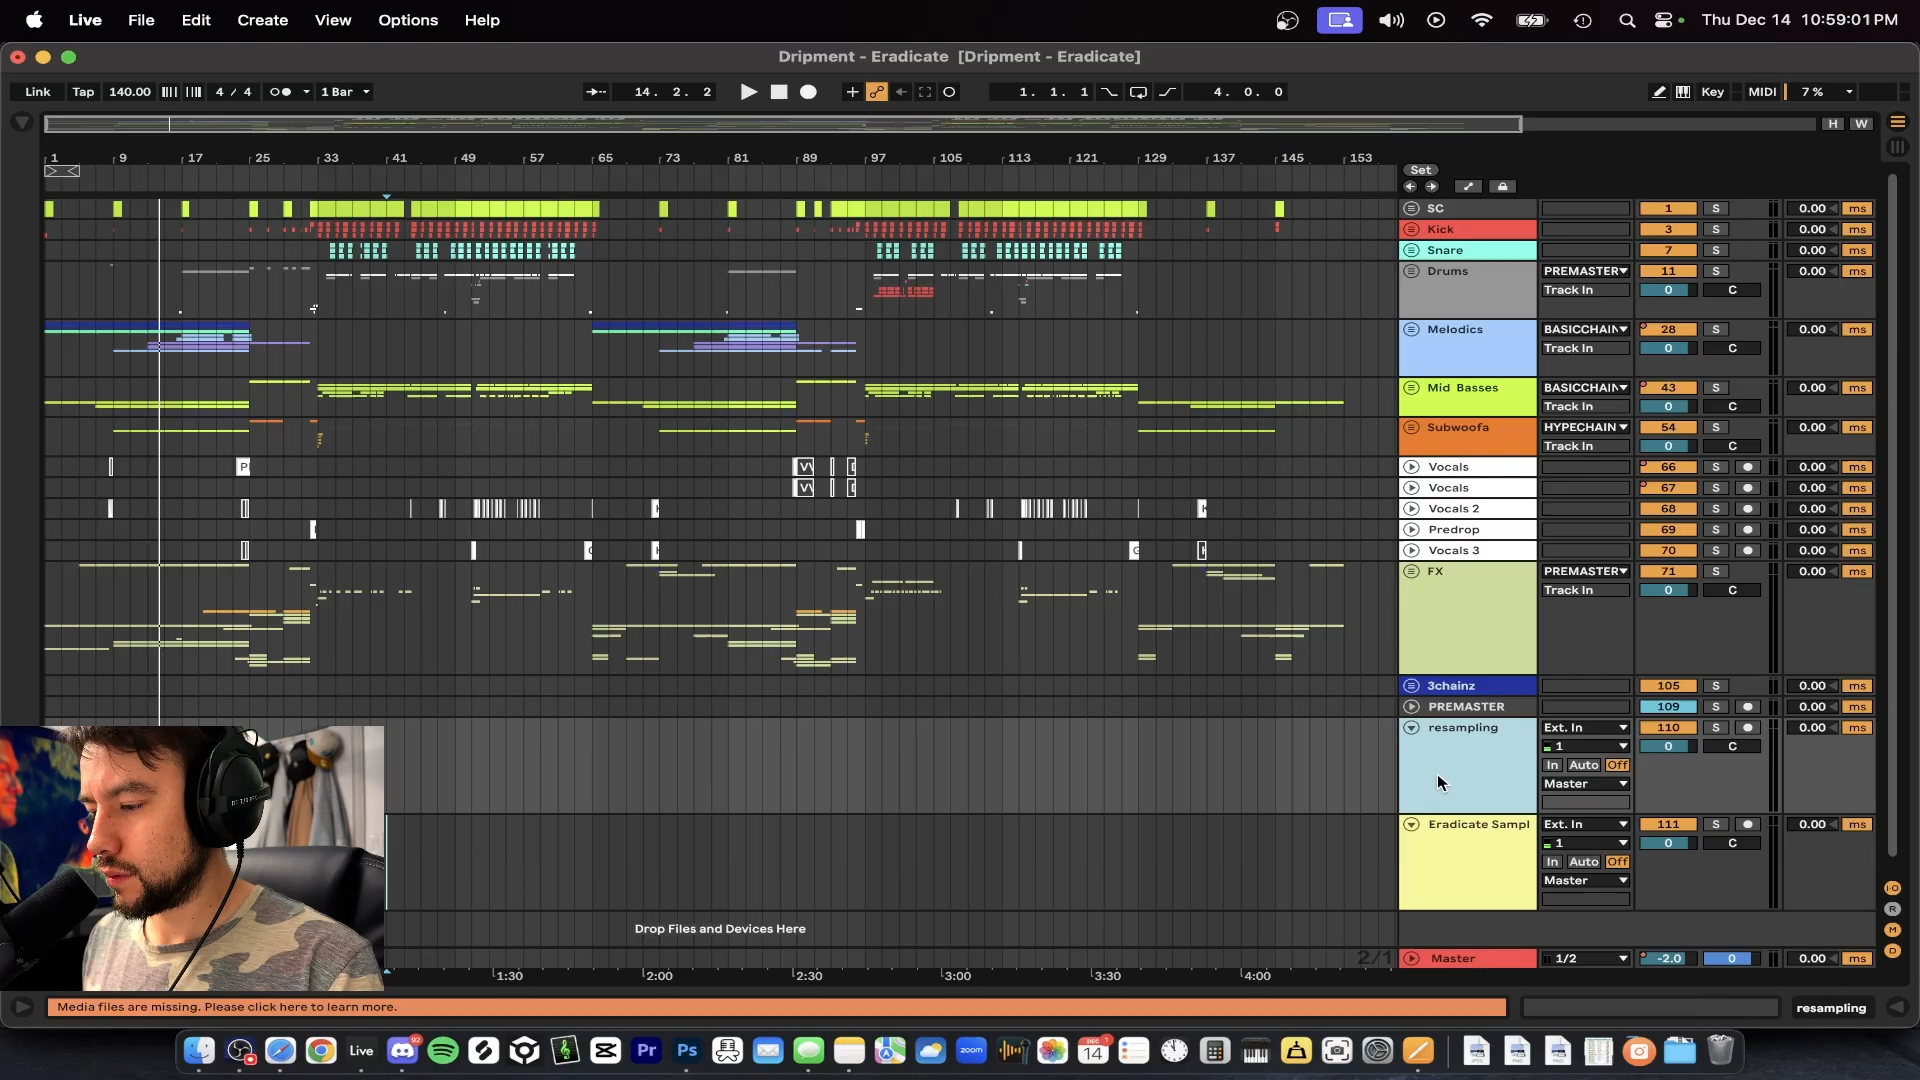 Live File Edit Create View Options Help Thu Dec 14 10:59:01 PM
Dripment - Eradicate [Dripment - Eradicate]
Link Tap 140.00 4 / 4 1 Bar 14. 2. 2 1. 1. 1 4. 0. 0 Key MIDI 7 %
H W
1 9 17 25 33 41 49 57 65 73 81 89 97 105 113 121 129 137 145 153
Set
SC 1 S 0.00 ms
Kick 3 S 0.00 ms
Snare 7 S 0.00 ms
Drums PREMASTER 11 S 0.00 ms
Track In 0 C
Melodics BASICCHAIN 28 S 0.00 ms
Track In 0 C
Mid Basses BASICCHAIN 43 S 0.00 ms
Track In 0 C
Subwoofa HYPECHAIN 54 S 0.00 ms
Track In 0 C
Vocals 66 S 0.00 ms
Vocals 67 S 0.00 ms
Vocals 2 68 S 0.00 ms
Predrop 69 S 0.00 ms
Vocals 3 70 S 0.00 ms
FX PREMASTER 71 S 0.00 ms
Track In 0 C
3chainz 105 S 0.00 ms
PREMASTER 109 S 0.00 ms
resampling Ext. In 110 S 0.00 ms
1 0 C
In Auto Off
Master
Eradicate Sampl Ext. In 111 S 0.00 ms
1 0 C
In Auto Off
Master
Drop Files and Devices Here
2/1 Master 1/2 -2.0 0 0.00 ms
1:30 2:00 2:30 3:00 3:30 4:00
I·O
R
M
D
Media files are missing. Please click here to learn more. resampling
92
Live
Pr
Ps
zoom
DEC
14
1